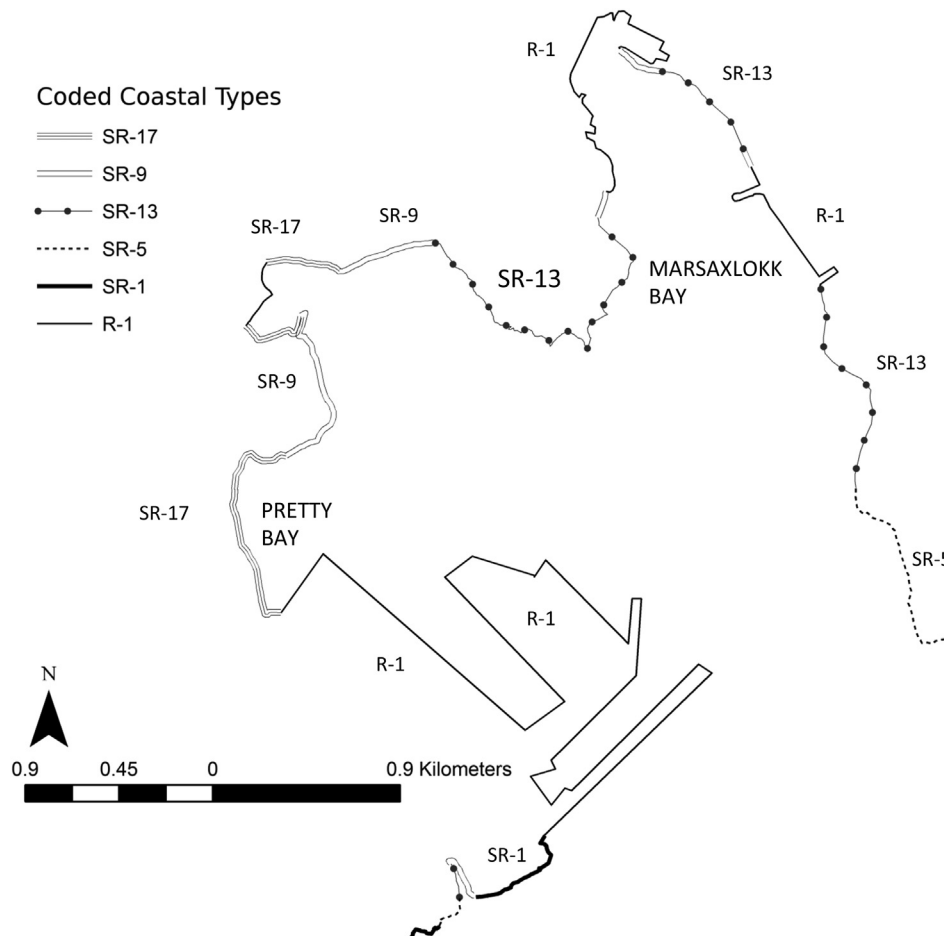 R-1
SR-13
Coded Coastal Types
SR-17
SR-9
SR-13
SR-5
SR-1
R-1
SR-17
SR-9
SR-13
R-1
MARSAXLOKK
BAY
SR-9
SR-13
SR-17
PRETTY
BAY
SR-5
R-1
R-1
N
0.9 0.45 0 0.9 Kilometers
SR-1